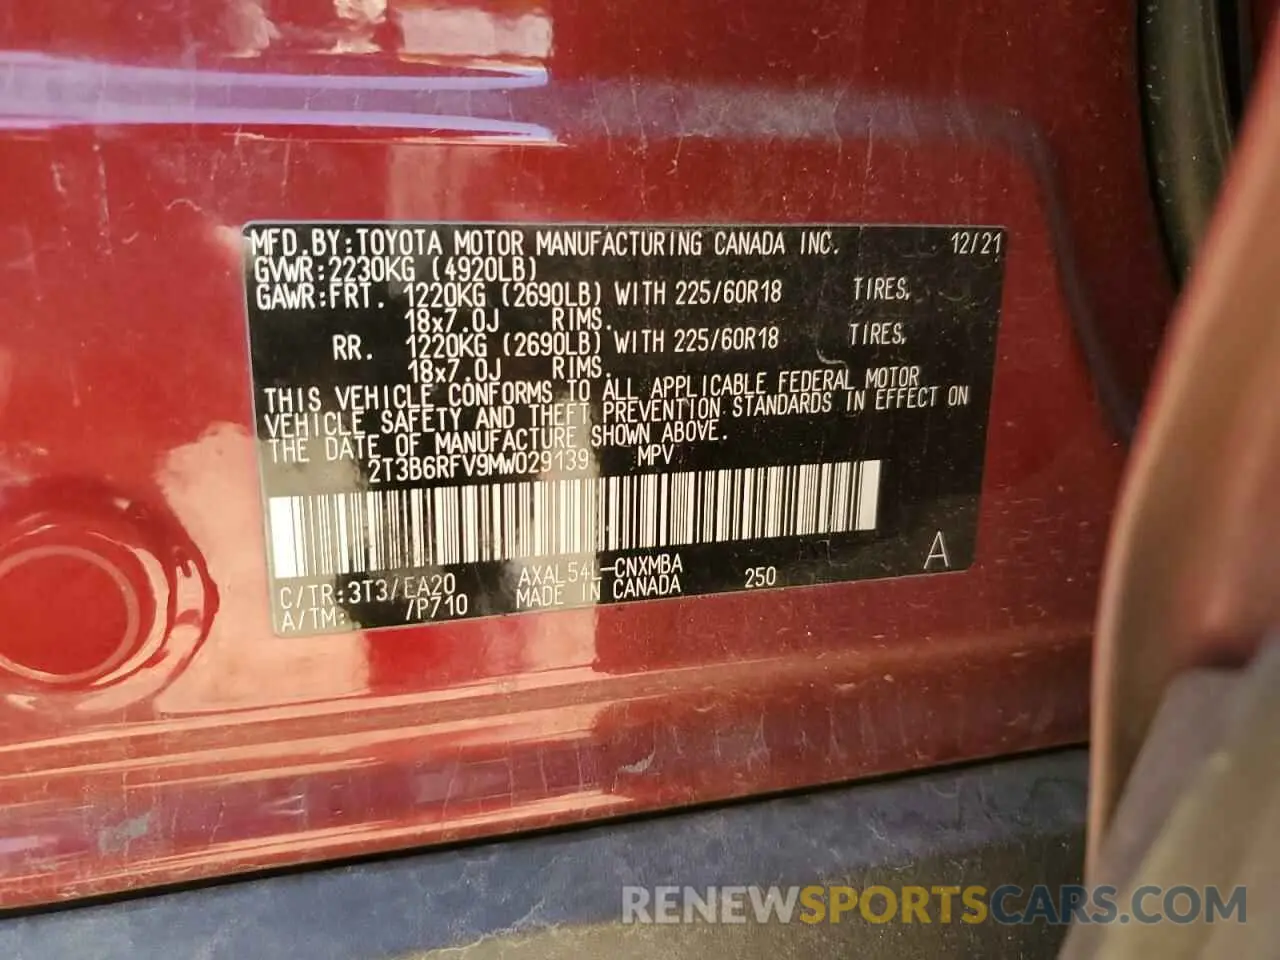 MFD.BY:TOYOTA MOTOR MANUFACTURING CANADA INC. 12/21
GVWR:2230KG (4920LB)
GAWR:FRT. 1220KG (2690LB) WITH 225/60R18 TIRES,
18x7.0J RIMS.
RR. 1220KG (2690LB) WITH 225/60R18 TIRES,
18x7.0J RIMS.
THIS VEHICLE CONFORMS TO ALL APPLICABLE FEDERAL MOTOR
VEHICLE SAFETY AND THEFT PREVENTION STANDARDS IN EFFECT ON
THE DATE OF MANUFACTURE SHOWN ABOVE.
2T3B6RFV9MW029139 MPV
C/TR:3T3/EA20 AXAL54L-CNXMBA
A/TM: /P710 MADE IN CANADA 250 A
RENEWSPORTSCARS.COM